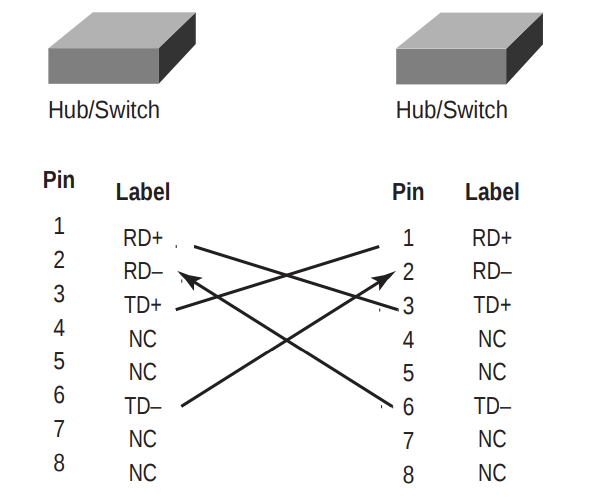 Hub/Switch Hub/Switch
Pin Label Pin Label
1 RD+ 1 RD+
2 RD– 2 RD–
3 TD+ 3 TD+
4 NC 4 NC
5 NC 5 NC
6 TD– 6 TD–
7 NC 7 NC
8 NC 8 NC